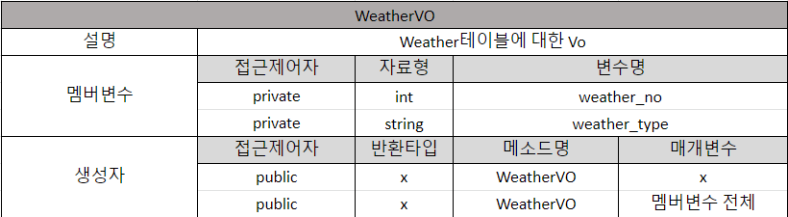 WeatherVO
설명 Weather테이블에 대한 Vo
멤버변수 접근제어자 자료형 변수명
private int weather_no
private string weather_type
생성자 접근제어자 반환타입 메소드명 매개변수
public x WeatherVO x
public x WeatherVO 멤버변수 전체